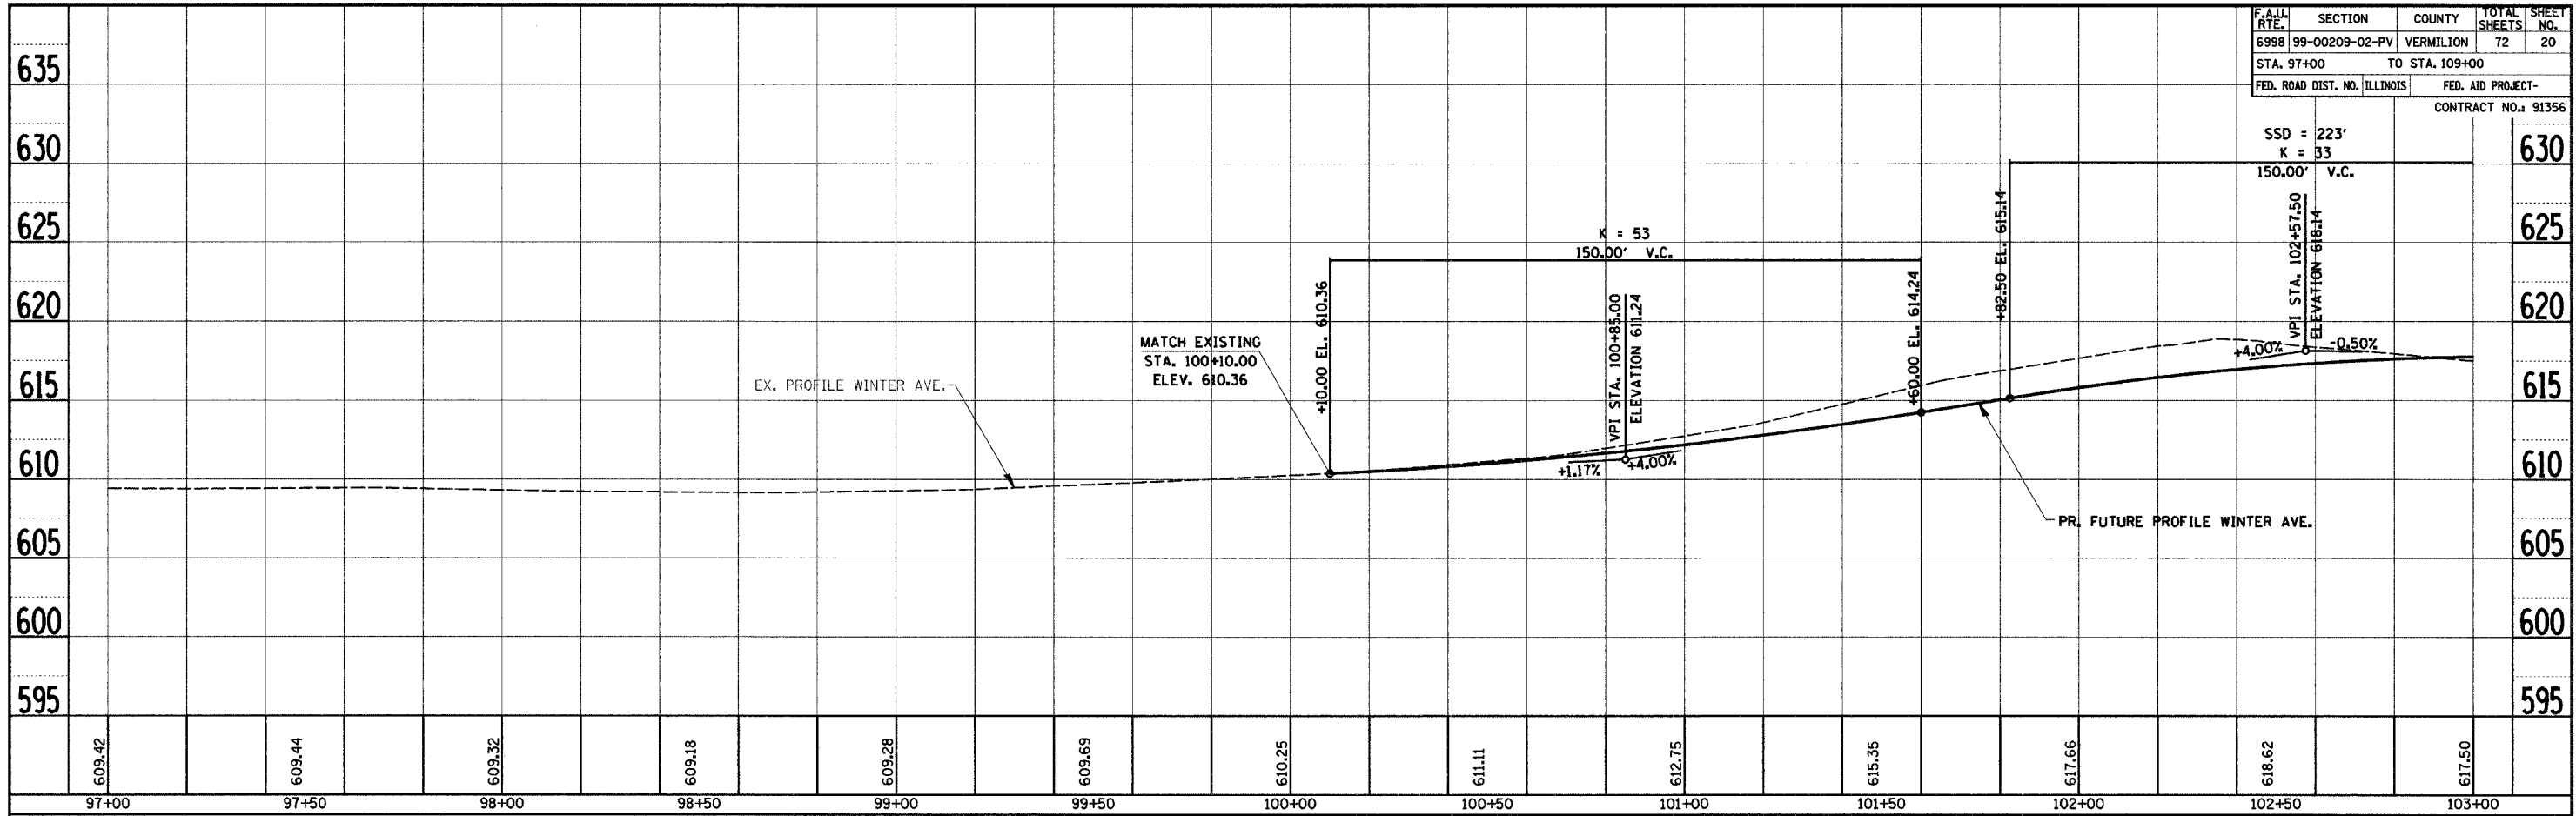 F.A.U. RTE. SECTION COUNTY TOTAL SHEETS SHEET NO.
6998 99-00209-02-PV VERMILION 72 20
STA. 97+00 TO STA. 109+00
FED. ROAD DIST. NO. ILLINOIS FED. AID PROJECT-
CONTRACT NO.: 91356
635
630
625
620
615
610
605
600
595
630
625
620
615
610
605
600
595
SSD = 223'
K = 33
150.00' V.C.
K = 53
150.00' V.C.
+10.00 EL. 610.36
VPI STA. 100+85.00
ELEVATION 611.24
+60.00 EL. 614.24
+82.50 EL. 615.14
VPI STA. 102+57.50
ELEVATION 618.14
MATCH EXISTING
STA. 100+10.00
ELEV. 610.36
EX. PROFILE WINTER AVE.
+1.17%
+4.00%
+4.00%
-0.50%
PR. FUTURE PROFILE WINTER AVE.
609.42
609.44
609.32
609.18
609.28
609.69
610.25
611.11
612.75
615.35
617.66
618.62
617.50
97+00
97+50
98+00
98+50
99+00
99+50
100+00
100+50
101+00
101+50
102+00
102+50
103+00